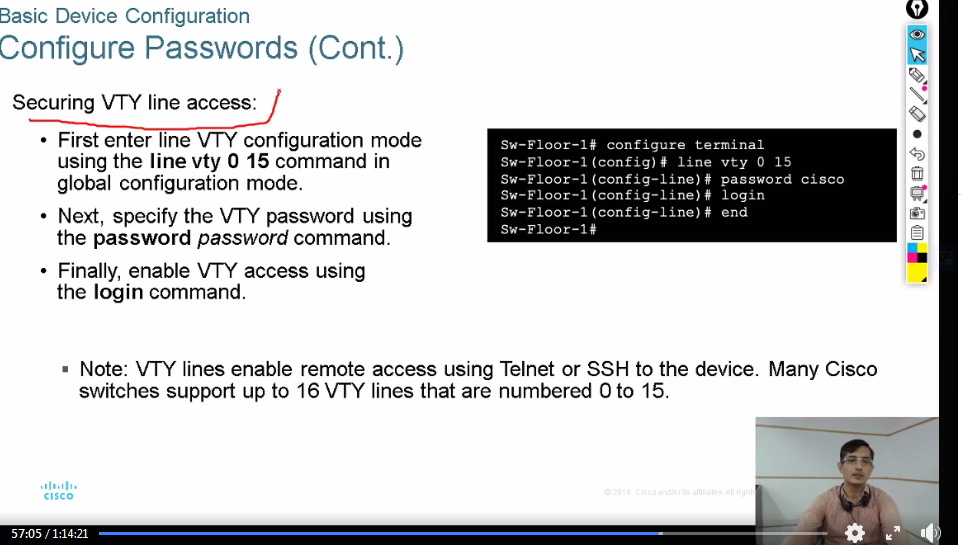 Basic Device Configuration
Configure Passwords (Cont.)
Securing VTY line access:
• First enter line VTY configuration mode
using the line vty 0 15 command in
global configuration mode.
• Next, specify the VTY password using
the password password command.
• Finally, enable VTY access using
the login command.
Sw-Floor-1# configure terminal
Sw-Floor-1(config)# line vty 0 15
Sw-Floor-1(config-line)# password cisco
Sw-Floor-1(config-line)# login
Sw-Floor-1(config-line)# end
Sw-Floor-1#
▪ Note: VTY lines enable remote access using Telnet or SSH to the device. Many Cisco
switches support up to 16 VTY lines that are numbered 0 to 15.
CISCO
© 2016 Cisco and/or its affiliates. All rights
57:05 / 1:14:21